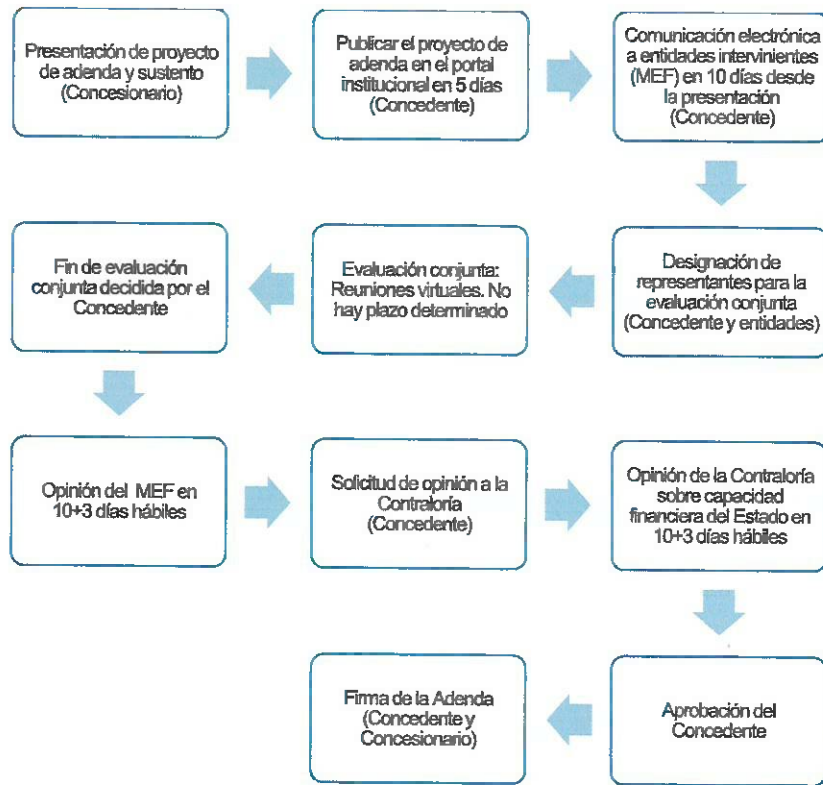 Presentación de proyecto
de adenda y sustento
(Concesionario)
Publicar el proyecto de
adenda en el portal
institucional en 5 días
(Concedente)
Comunicación electrónica
a entidades intervinientes
(MEF) en 10 días desde
la presentación
(Concedente)
Designación de
representantes para la
evaluación conjunta
(Concedente y entidades)
Evaluación conjunta:
Reuniones virtuales. No
hay plazo determinado
Fin de evaluación
conjunta decidida por el
Concedente
Opinión del MEF en
10+3 días hábiles
Solicitud de opinión a la
Contraloría
(Concedente)
Opinión de la Contraloría
sobre capacidad
financiera del Estado en
10+3 días hábiles
Aprobación del
Concedente
Firma de la Adenda
(Concedente y
Concesionario)